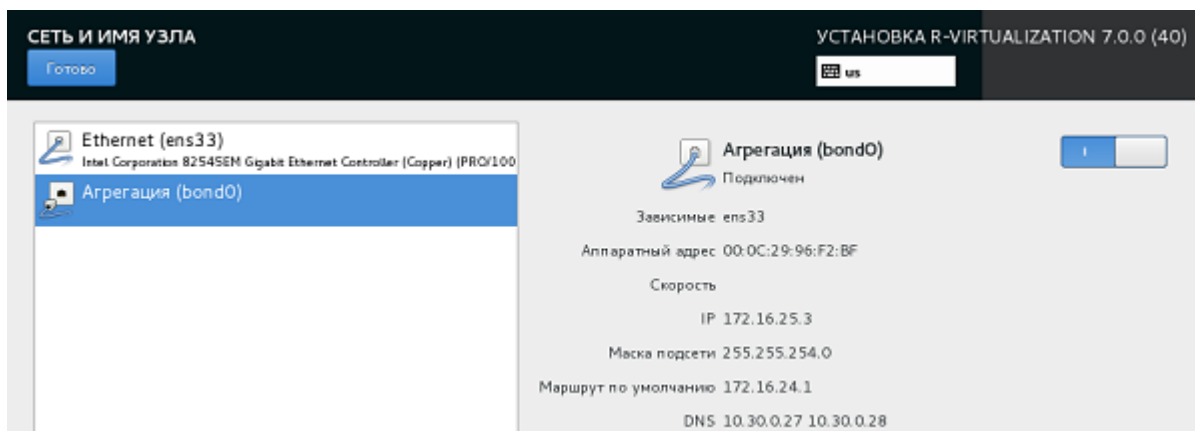 СЕТЬ И ИМЯ УЗЛА
Готово
УСТАНОВКА R-VIRTUALIZATION 7.0.0 (40)
us
Ethernet (ens33)
Intel Corporation 82545EM Gigabit Ethernet Controller (Copper) (PRO/100
Агрегация (bond0)
Агрегация (bond0)
Подключен
Зависимые ens33
Аппаратный адрес 00:0C:29:96:F2:BF
Скорость
IP 172.16.25.3
Маска подсети 255.255.254.0
Маршрут по умолчанию 172.16.24.1
DNS 10.30.0.27 10.30.0.28